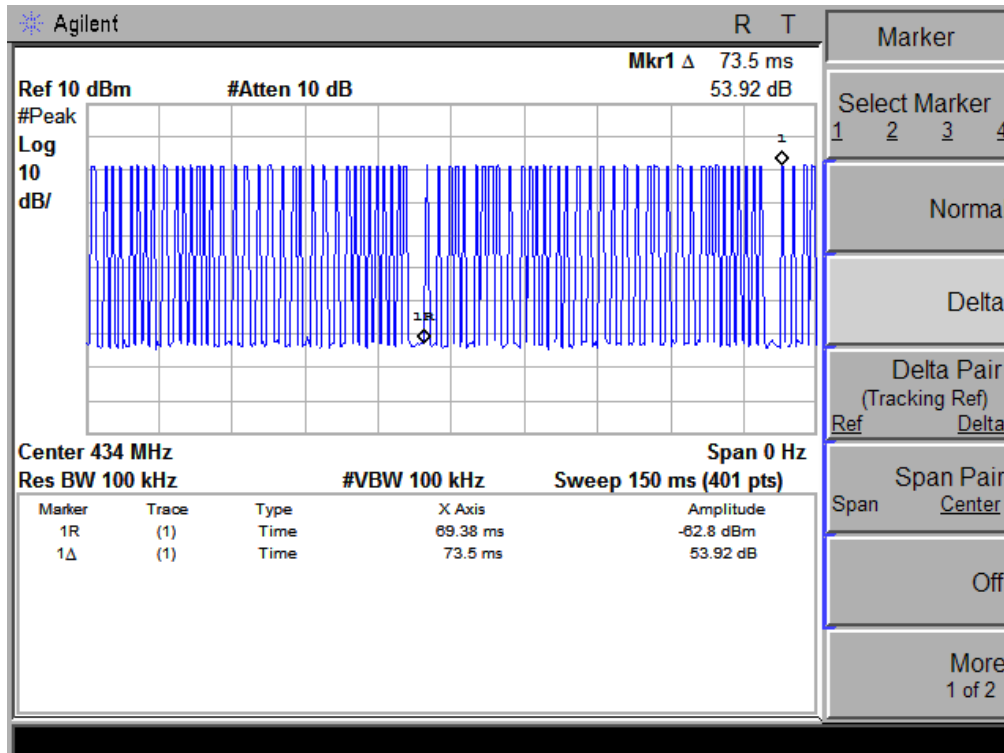 Agilent R T
Mkr1 Δ 73.5 ms
Ref 10 dBm #Atten 10 dB 53.92 dB
#Peak
Log
10
dB/
1
1R
Center 434 MHz Span 0 Hz
Res BW 100 kHz #VBW 100 kHz Sweep 150 ms (401 pts)
Marker Trace Type X Axis Amplitude
1R (1) Time 69.38 ms -62.8 dBm
1Δ (1) Time 73.5 ms 53.92 dB
Marker
Select Marker
1 2 3 4
Norma
Delta
Delta Pair
(Tracking Ref)
Ref Delta
Span Pair
Span Center
Off
More
1 of 2